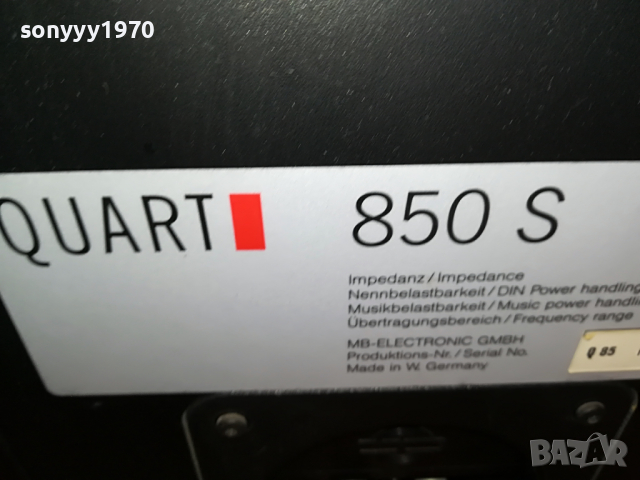 sonyyy1970
QUART 850 S
Impedanz / Impedance
Nennbelastbarkeit / DIN Power handling
Musikbelastbarkeit / Music power handli
Übertragungsbereich / Frequency range
MB-ELECTRONIC GMBH
Produktions-Nr. / Serial No.
Made in W. Germany
Q 85
BAZAR